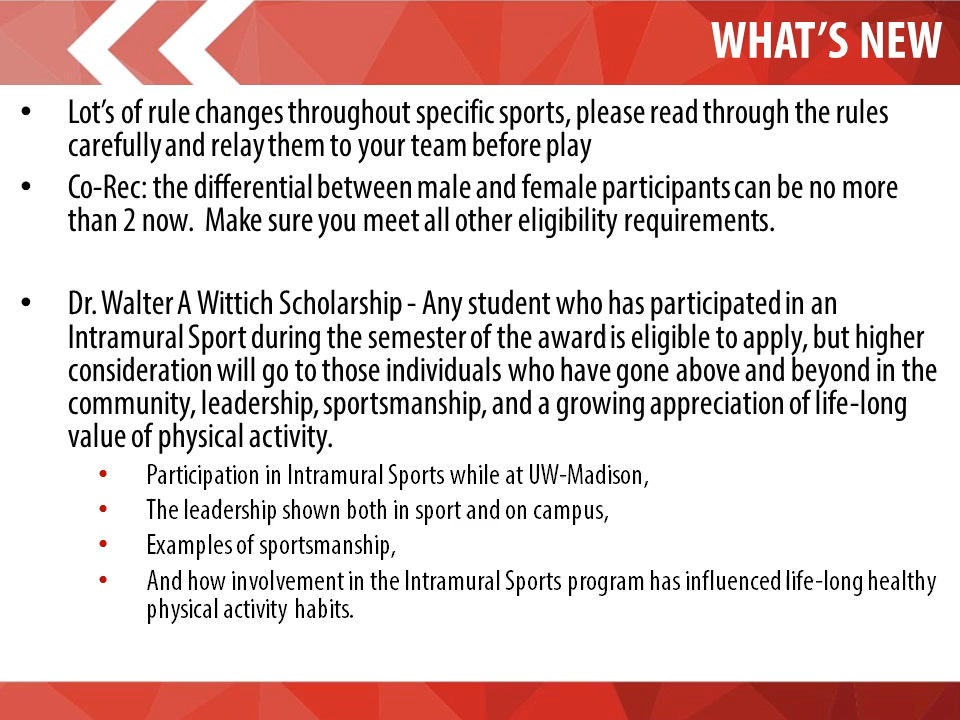 WHAT'S NEW
• Lot's of rule changes throughout specific sports, please read through the rules
carefully and relay them to your team before play
• Co-Rec: the differential between male and female participants can be no more
than 2 now.  Make sure you meet all other eligibility requirements.
• Dr. Walter A Wittich Scholarship - Any student who has participated in an
Intramural Sport during the semester of the award is eligible to apply, but higher
consideration will go to those individuals who have gone above and beyond in the
community, leadership, sportsmanship, and a growing appreciation of life-long
value of physical activity.
• Participation in Intramural Sports while at UW-Madison,
• The leadership shown both in sport and on campus,
• Examples of sportsmanship,
• And how involvement in the Intramural Sports program has influenced life-long healthy
physical activity habits.